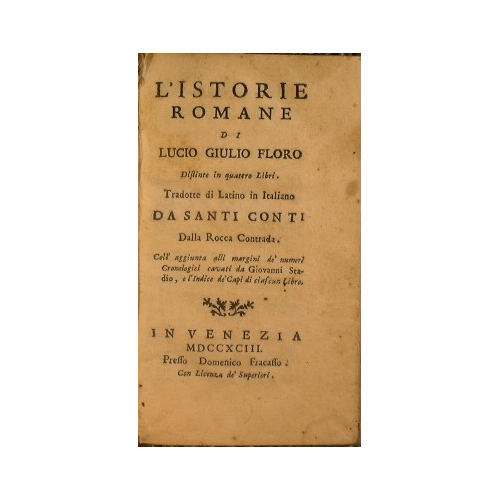 L'ISTORIE
ROMANE
DI
LUCIO GIULIO FLORO
Distinte in quatero Libri.
Tradotte di Latino in Italiano
DA SANTI CONTI
Dalla Rocca Contrada.
Coll' aggiunta alli margini de' numeri
Cronologici cavati da Giovanni Sta-
dio, e l'Indice de' Capi di ciascun Libro.
IN VENEZIA
MDCCXCIII.
Presso Domenico Fracasso.
Con Licenza de' Superiori.